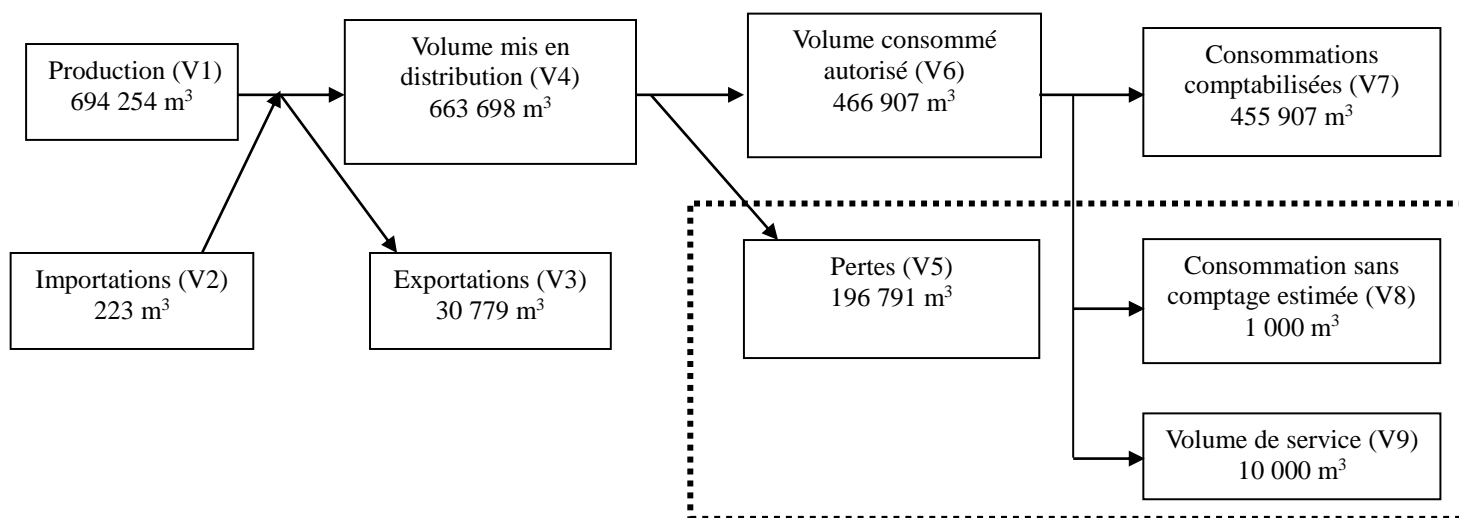 Production (V1)
694 254 m³
Volume mis en
distribution (V4)
663 698 m³
Volume consommé
autorisé (V6)
466 907 m³
Consommations
comptabilisées (V7)
455 907 m³
Importations (V2)
223 m³
Exportations (V3)
30 779 m³
Pertes (V5)
196 791 m³
Consommation sans
comptage estimée (V8)
1 000 m³
Volume de service (V9)
10 000 m³